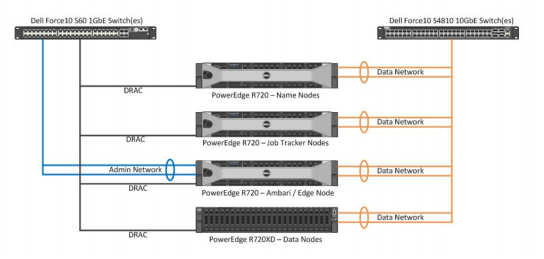 Dell Force10 S60 1GbE Switch(es)
Dell Force10 S4810 10GbE Switch(es)
Data Network
DRAC
PowerEdge R720 – Name Nodes
Data Network
DRAC
PowerEdge R720 – Job Tracker Nodes
Admin Network
Data Network
DRAC
PowerEdge R720 – Ambari / Edge Node
Data Network
DRAC
PowerEdge R720XD – Data Nodes